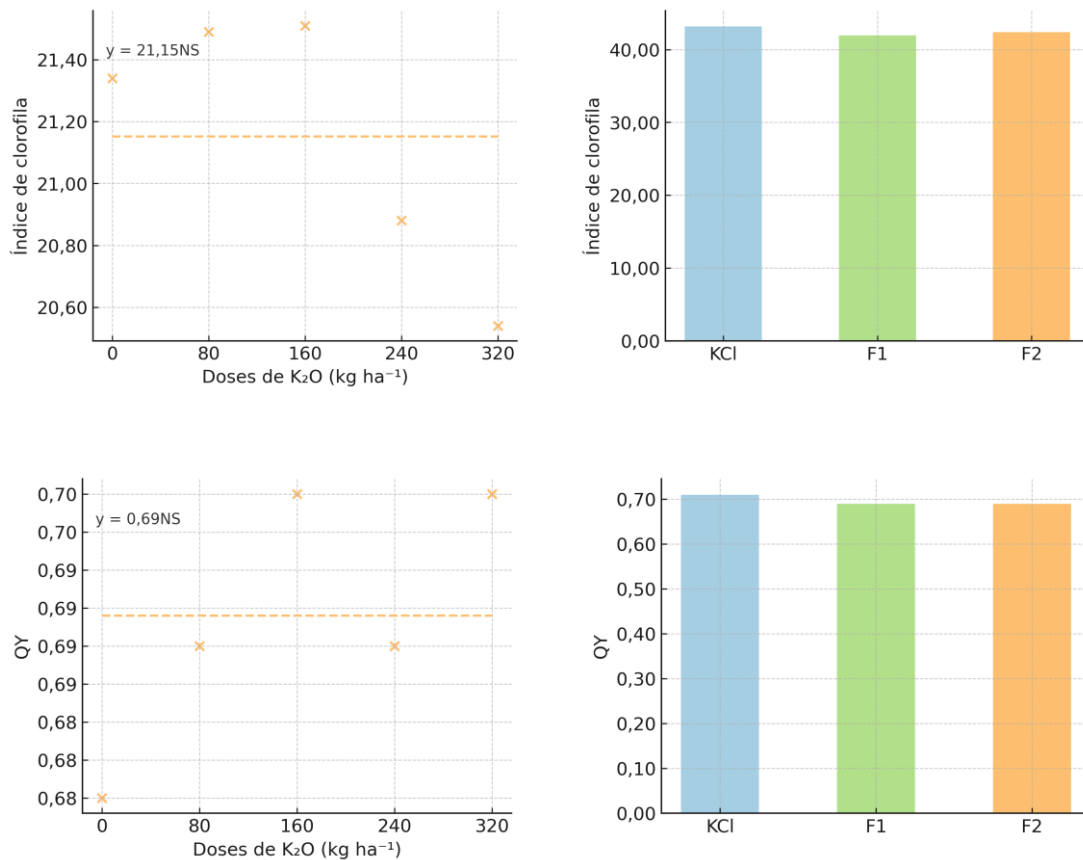 21,40
21,20
21,00
20,80
20,60
Índice de clorofila
y = 21,15NS
0 80 160 240 320
Doses de K₂O (kg ha⁻¹)
40,00
30,00
20,00
10,00
0,00
Índice de clorofila
KCl F1 F2
0,70
0,70
0,69
0,69
0,69
0,69
0,68
0,68
0,68
QY
y = 0,69NS
0 80 160 240 320
Doses de K₂O (kg ha⁻¹)
0,70
0,60
0,50
0,40
0,30
0,20
0,10
0,00
QY
KCl F1 F2